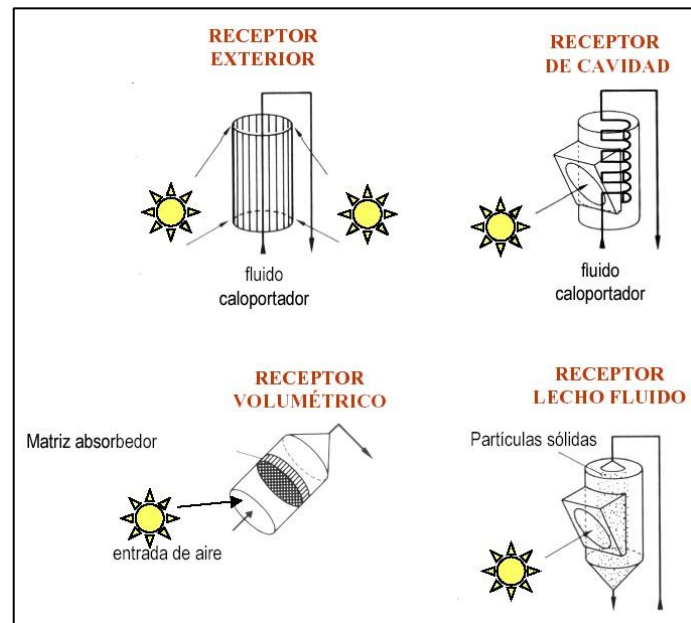 RECEPTOR
EXTERIOR
fluido
caloportador
RECEPTOR
DE CAVIDAD
fluido
caloportador
RECEPTOR
VOLUMÉTRICO
Matriz absorbedor
entrada de aire
RECEPTOR
LECHO FLUIDO
Partículas sólidas